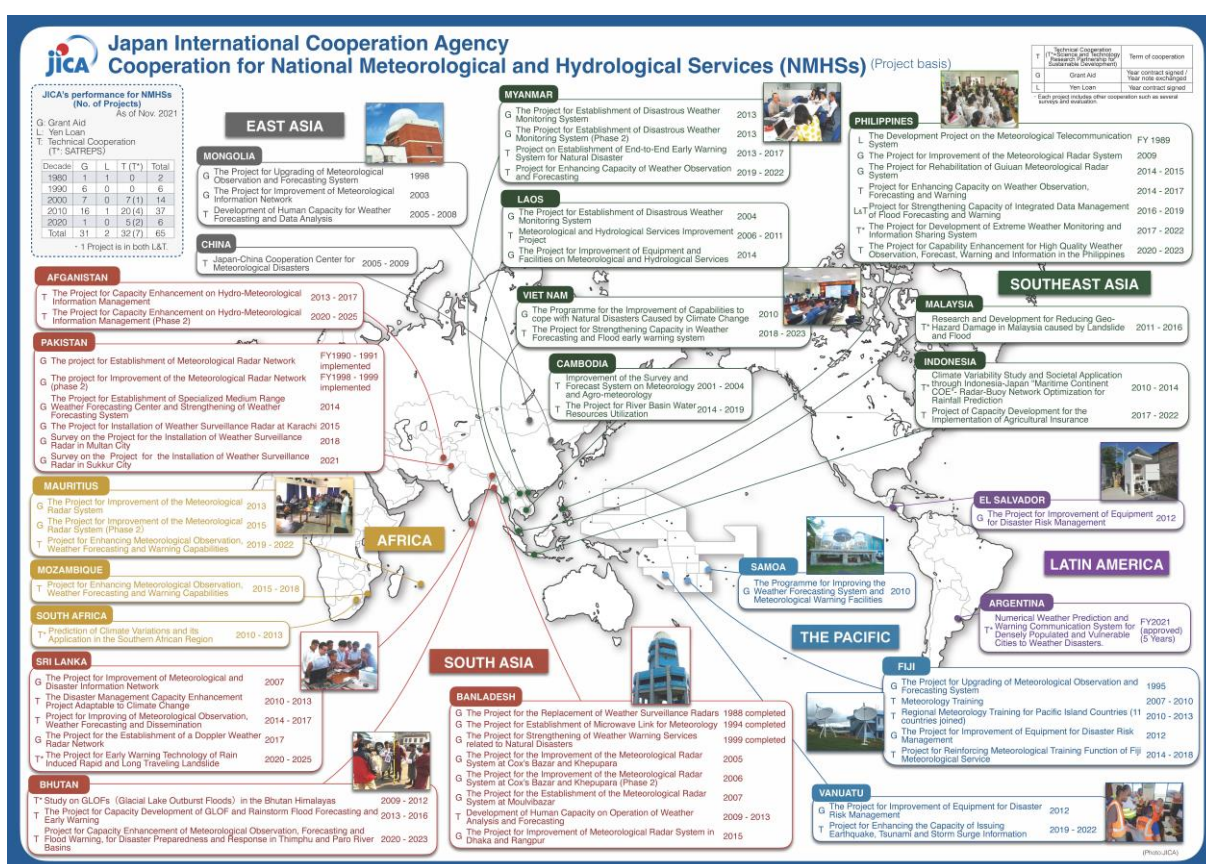 JICA
Japan International Cooperation Agency
Cooperation for National Meteorological and Hydrological Services (NMHSs) (Project basis)
T Technical Cooperation (T*=Science and Technology Research Partnership for Sustainable Development) Term of cooperation
G Grant Aid Year contract signed / Year note exchanged
L Yen Loan Year contract signed
- Each project includes other cooperation such as several surveys and evaluation.
JICA's performance for NMHSs
(No. of Projects)
As of Nov. 2021
G: Grant Aid
L: Yen Loan
T: Technical Cooperation
(T*: SATREPS)
Decade G L T (T*) Total
1980 1 1 0 2
1990 6 0 0 6
2000 7 0 7 (1) 14
2010 16 1 20 (4) 37
2020 1 0 5 (2) 6
Total 31 2 32 (7) 65
- 1 Project is in both L&T.
EAST ASIA
MONGOLIA
G The Project for Upgrading of Meteorological
Observation and Forecasting System 1998
G The Project for Improvement of Meteorological
Information Network 2003
T Development of Human Capacity for Weather
Forecasting and Data Analysis 2005 - 2008
CHINA
T Japan-China Cooperation Center for
Meteorological Disasters 2005 - 2009
MYANMAR
G The Project for Establishment of Disastrous Weather
Monitoring System 2013
G The Project for Establishment of Disastrous Weather
Monitoring System (Phase 2) 2013
T Project on Establishment of End-to-End Early Warning
System for Natural Disaster 2013 - 2017
T Project for Enhancing Capacity of Weather Observation
and Forecasting 2019 - 2022
LAOS
G The Project for Establishment of Disastrous Weather
Monitoring System 2004
T Meteorological and Hydrological Services Improvement
Project 2006 - 2011
G The Project for Improvement of Equipment and
Facilities on Meteorological and Hydrological Services 2014
VIET NAM
G The Programme for the Improvement of Capabilities to
cope with Natural Disasters Caused by Climate Change 2010
T The Project for Strengthening Capacity in Weather
Forecasting and Flood early warning system 2018 - 2023
CAMBODIA
T Improvement of the Survey and
Forecast System on Meteorology
and Agro-meteorology 2001 - 2004
T The Project for River Basin Water
Resources Utilization 2014 - 2019
PHILIPPINES
L The Development Project on the Meteorological Telecommunication
System FY 1989
G The Project for Improvement of the Meteorological Radar System 2009
G The Project for Rehabilitation of Guiuan Meteorological Radar
System 2014 - 2015
T Project for Enhancing Capacity on Weather Observation,
Forecasting and Warning 2014 - 2017
L&T Project for Strengthening Capacity of Integrated Data Management
of Flood Forecasting and Warning 2016 - 2019
T* The Project for Development of Extreme Weather Monitoring and
Information Sharing System 2017 - 2022
T The Project for Capability Enhancement for High Quality Weather
Observation, Forecast, Warning and Information in the Philippines 2020 - 2023
SOUTHEAST ASIA
MALAYSIA
T* Research and Development for Reducing Geo-
Hazard Damage in Malaysia caused by Landslide
and Flood 2011 - 2016
INDONESIA
T* Climate Variability Study and Societal Application
through Indonesia-Japan "Maritime Continent
COE"- Radar-Buoy Network Optimization for
Rainfall Prediction 2010 - 2014
T Project of Capacity Development for the
Implementation of Agricultural Insurance 2017 - 2022
AFGANISTAN
T The Project for Capacity Enhancement on Hydro-Meteorological
Information Management 2013 - 2017
T The Project for Capacity Enhancement on Hydro-Meteorological
Information Management (Phase 2) 2020 - 2025
PAKISTAN
G The project for Establishment of Meteorological Radar Network FY1990 - 1991
implemented
G The project for Improvement of the Meteorological Radar Network
(phase 2) FY1998 - 1999
implemented
G The Project for Establishment of Specialized Medium Range
Weather Forecasting Center and Strengthening of Weather
Forecasting System 2014
G The Project for Installation of Weather Surveillance Radar at Karachi 2015
G Survey on the Project for the Installation of Weather Surveillance
Radar in Multan City 2018
G Survey on the Project for the Installation of Weather Surveillance
Radar in Sukkur City 2021
MAURITIUS
G The Project for Improvement of the Meteorological
Radar System 2013
G The Project for Improvement of the Meteorological
Radar System (Phase 2) 2015
T Project for Enhancing Meteorological Observation,
Weather Forecasting and Warning Capabilities 2019 - 2022
AFRICA
MOZAMBIQUE
T Project for Enhancing Meteorological Observation,
Weather Forecasting and Warning Capabilities 2015 - 2018
SOUTH AFRICA
T* Prediction of Climate Variations and its
Application in the Southern African Region 2010 - 2013
SRI LANKA
G The Project for Improvement of Meteorological and
Disaster Information Network 2007
T The Disaster Management Capacity Enhancement
Project Adaptable to Climate Change 2010 - 2013
T Project for Improving of Meteorological Observation,
Weather Forecasting and Dissemination 2014 - 2017
G The Project for the Establishment of a Doppler Weather
Radar Network 2017
T* The Project for Early Warning Technology of Rain
Induced Rapid and Long Traveling Landslide 2020 - 2025
BHUTAN
T* Study on GLOFs (Glacial Lake Outburst Floods) in the Bhutan Himalayas 2009 - 2012
T The Project for Capacity Development of GLOF and Rainstorm Flood Forecasting and
Early Warning 2013 - 2016
T Project for Capacity Enhancement of Meteorological Observation, Forecasting and
Flood Warning, for Disaster Preparedness and Response in Thimphu and Paro River
Basins 2020 - 2023
SOUTH ASIA
BANLADESH
G The Project for the Replacement of Weather Surveillance Radars 1988 completed
G The Project for Establishment of Microwave Link for Meteorology 1994 completed
G The Project for Strengthening of Weather Warning Services
related to Natural Disasters 1999 completed
G The Project for the Improvement of the Meteorological Radar
System at Cox's Bazar and Khepupara 2005
G The Project for the Improvement of the Meteorological Radar
System at Cox's Bazar and Khepupara (Phase 2) 2006
G The Project for the Establishment of the Meteorological Radar
System at Moulvibazar 2007
T Development of Human Capacity on Operation of Weather
Analysis and Forecasting 2009 - 2013
G The Project for Improvement of Meteorological Radar System in
Dhaka and Rangpur 2015
EL SALVADOR
G The Project for Improvement of Equipment
for Disaster Risk Management 2012
LATIN AMERICA
ARGENTINA
T* Numerical Weather Prediction and
Warning Communication System for
Densely Populated and Vulnerable
Cities to Weather Disasters. FY2021
(approved)
(5 Years)
SAMOA
G The Programme for Improving the
Weather Forecasting System and
Meteorological Warning Facilities 2010
THE PACIFIC
FIJI
G The Project for Upgrading of Meteorological Observation and
Forecasting System 1995
T Meteorology Training 2007 - 2010
T Regional Meteorology Training for Pacific Island Countries (11
countries joined) 2010 - 2013
G The Project for Improvement of Equipment for Disaster Risk
Management 2012
T Project for Reinforcing Meteorological Training Function of Fiji
Meteorological Service 2014 - 2018
VANUATU
G The Project for Improvement of Equipment for Disaster
Risk Management 2012
T Project for Enhancing the Capacity of Issuing
Earthquake, Tsunami and Storm Surge Information 2019 - 2022
(Photo:JICA)